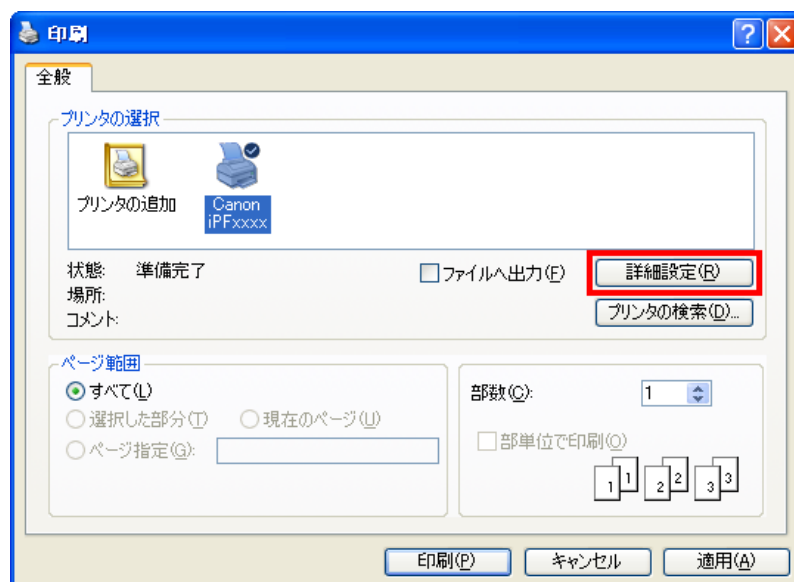 印刷
全般
プリンタの選択
プリンタの追加
Canon
iPFxxxx
状態: 準備完了
場所:
コメント:
ファイルへ出力(F)
詳細設定(R)
プリンタの検索(D)...
ページ範囲
すべて(L)
選択した部分(T) 現在のページ(U)
ページ指定(G):
部数(C): 1
部単位で印刷(O)
1 1 2 2 3 3
印刷(P) キャンセル 適用(A)